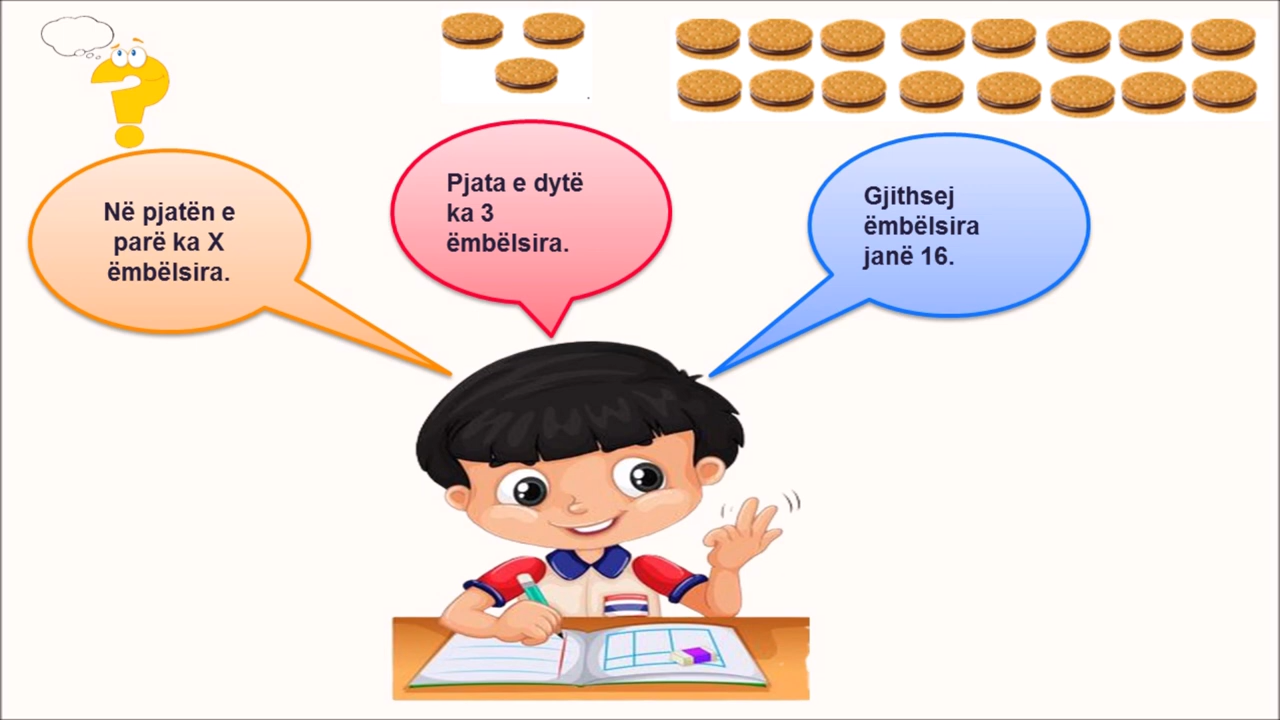 Në pjatën e
parë ka X
ëmbëlsira.
Pjata e dytë
ka 3
ëmbëlsira.
Gjithsej
ëmbëlsira
janë 16.